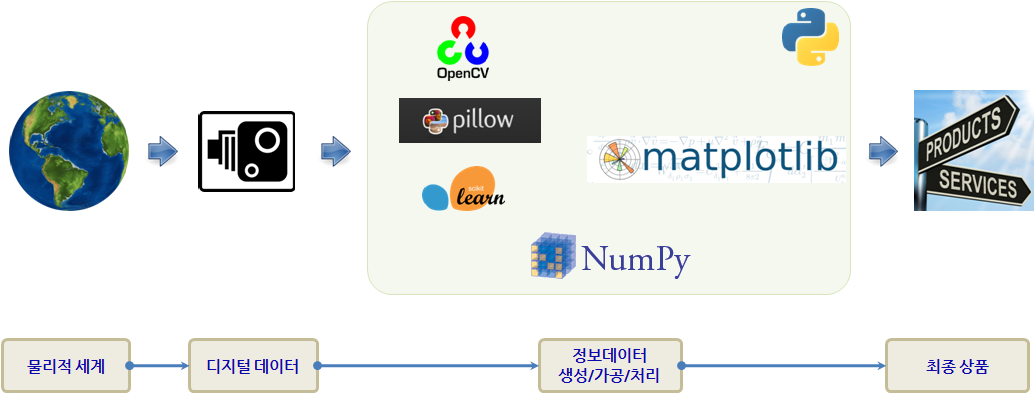 OpenCV
pillow
matplotlib
scikit
learn
NumPy
PRODUCTS
SERVICES
물리적 세계
디지털 데이터
정보데이터
생성/가공/처리
최종 상품